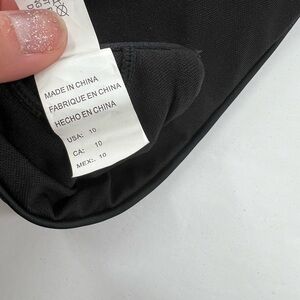 MADE IN CHINA
FABRIQUE EN CHINA
HECHO EN CHINA
USA: 10
CA: 10
MEX: 10